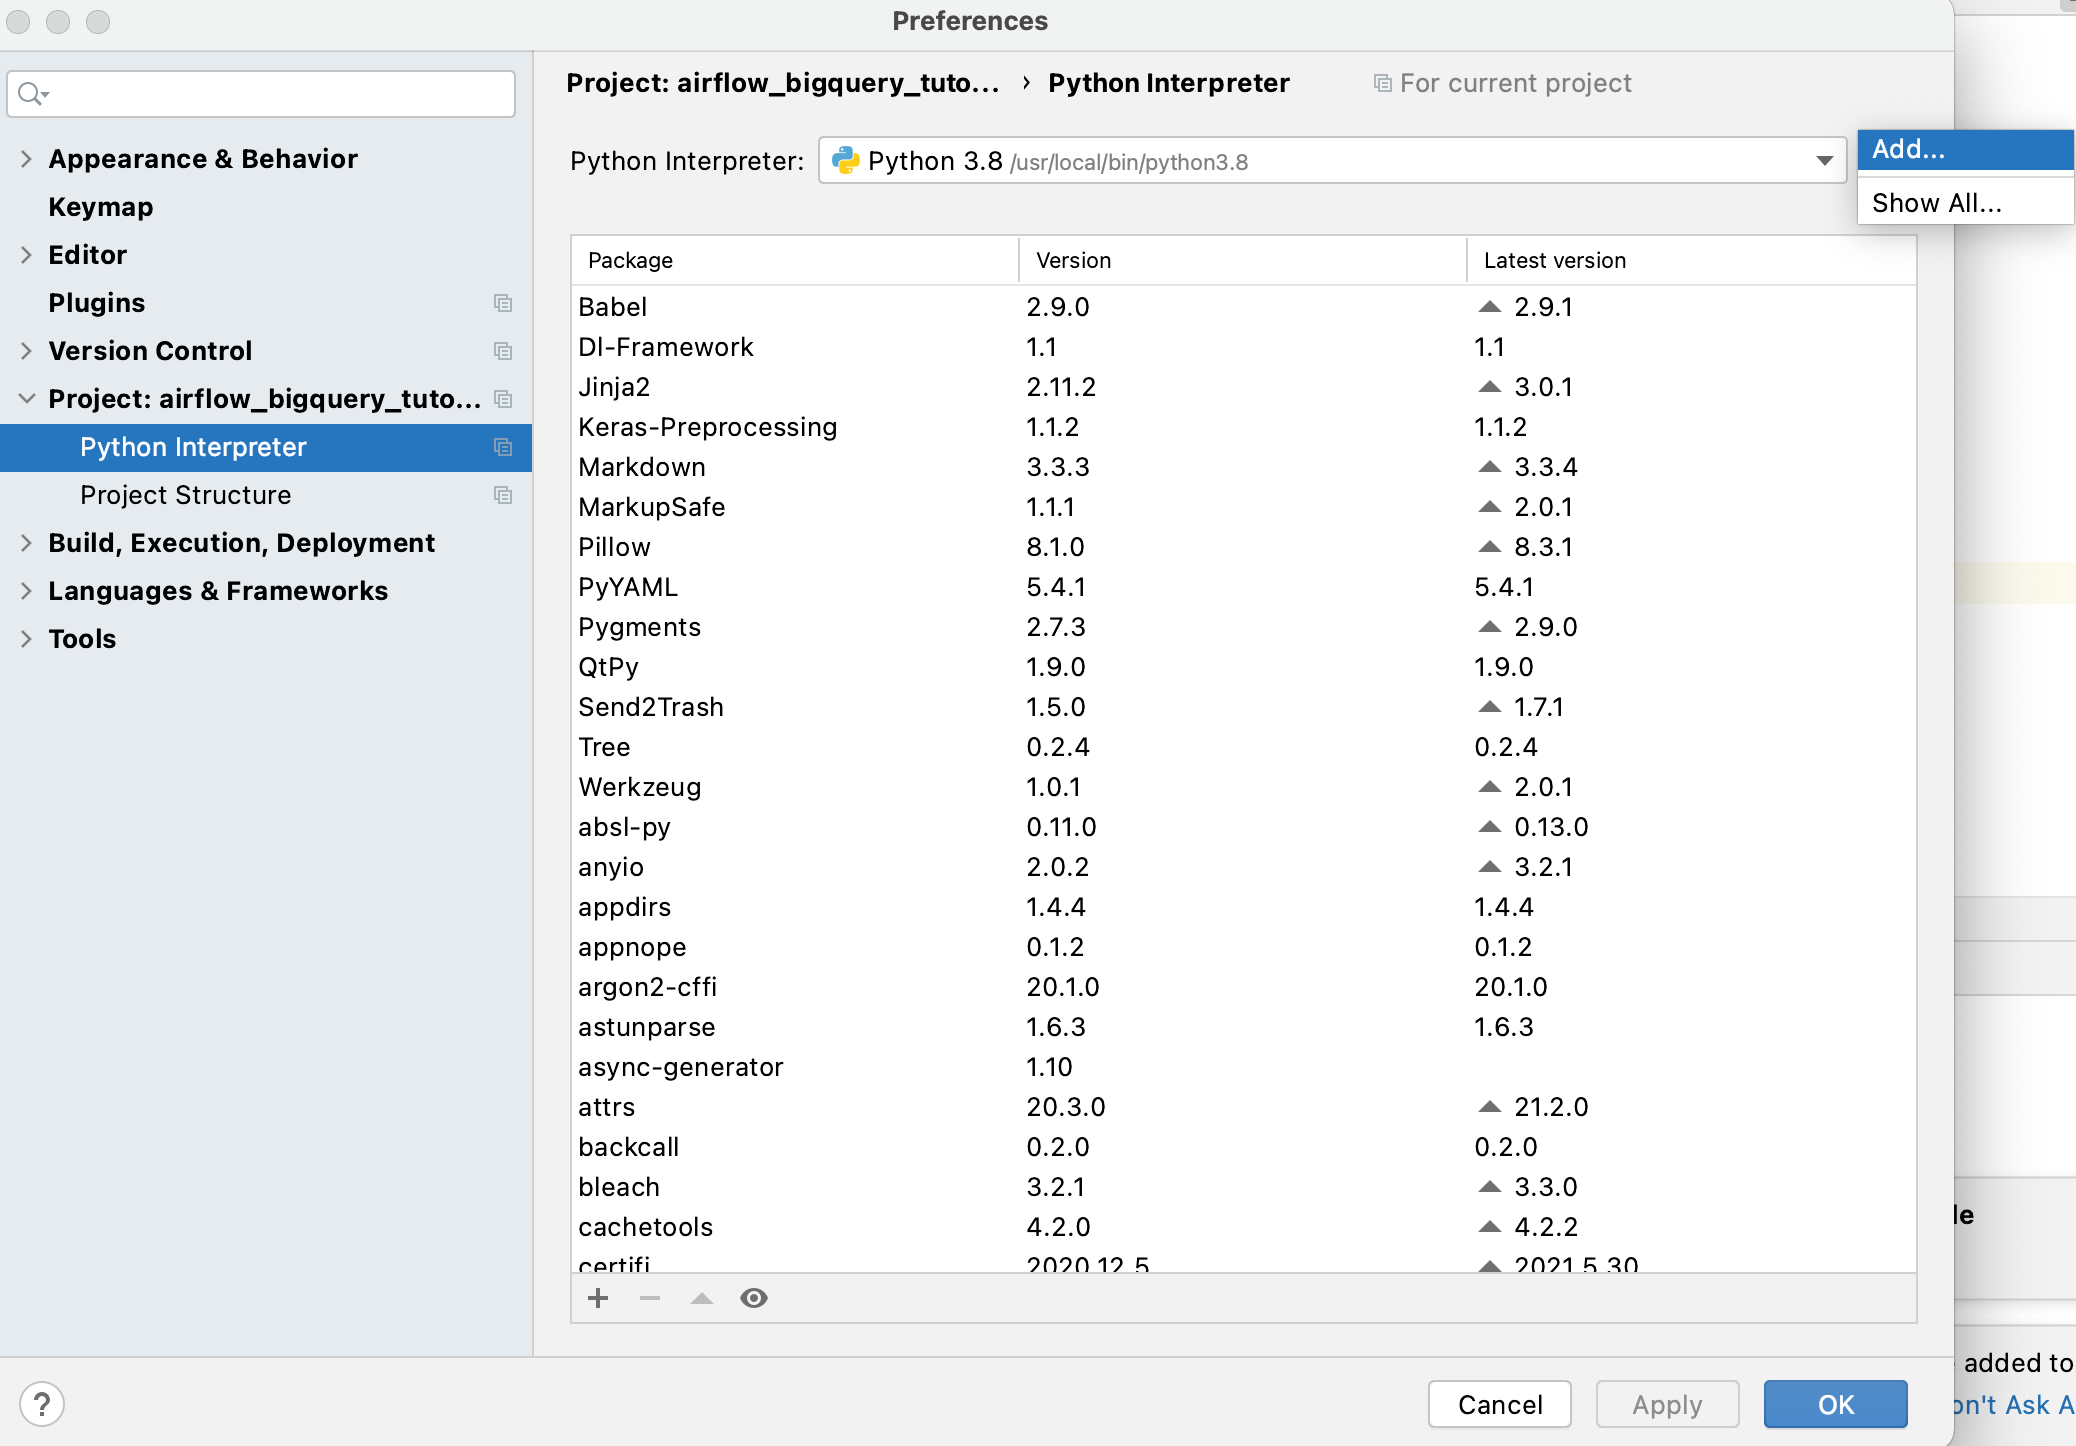 Preferences
Project: airflow_bigquery_tuto... › Python Interpreter For current project
Appearance & Behavior
Keymap
Editor
Plugins
Version Control
Project: airflow_bigquery_tuto...
Python Interpreter
Project Structure
Build, Execution, Deployment
Languages & Frameworks
Tools
Python Interpreter: Python 3.8 /usr/local/bin/python3.8
Add...
Show All...
Package Version Latest version
Babel 2.9.0 2.9.1
Dl-Framework 1.1 1.1
Jinja2 2.11.2 3.0.1
Keras-Preprocessing 1.1.2 1.1.2
Markdown 3.3.3 3.3.4
MarkupSafe 1.1.1 2.0.1
Pillow 8.1.0 8.3.1
PyYAML 5.4.1 5.4.1
Pygments 2.7.3 2.9.0
QtPy 1.9.0 1.9.0
Send2Trash 1.5.0 1.7.1
Tree 0.2.4 0.2.4
Werkzeug 1.0.1 2.0.1
absl-py 0.11.0 0.13.0
anyio 2.0.2 3.2.1
appdirs 1.4.4 1.4.4
appnope 0.1.2 0.1.2
argon2-cffi 20.1.0 20.1.0
astunparse 1.6.3 1.6.3
async-generator 1.10
attrs 20.3.0 21.2.0
backcall 0.2.0 0.2.0
bleach 3.2.1 3.3.0
cachetools 4.2.0 4.2.2
certifi 2020.12.5 2021.5.30
le
added to
on't Ask A
?
Cancel
Apply
OK